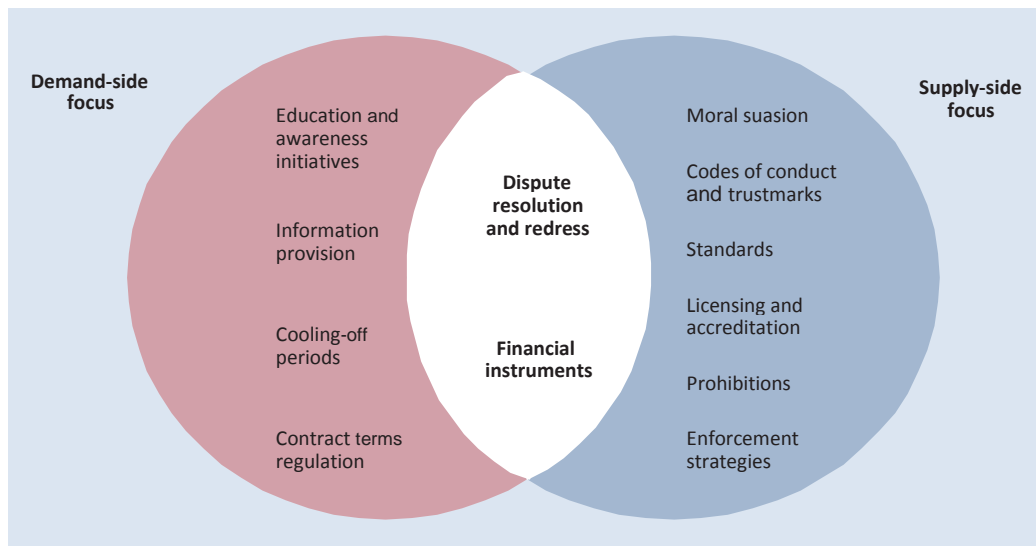 Demand-side
focus
Education and
awareness
initiatives
Information
provision
Cooling-off
periods
Contract terms
regulation
Dispute
resolution
and redress
Financial
instruments
Supply-side
focus
Moral suasion
Codes of conduct
and trustmarks
Standards
Licensing and
accreditation
Prohibitions
Enforcement
strategies